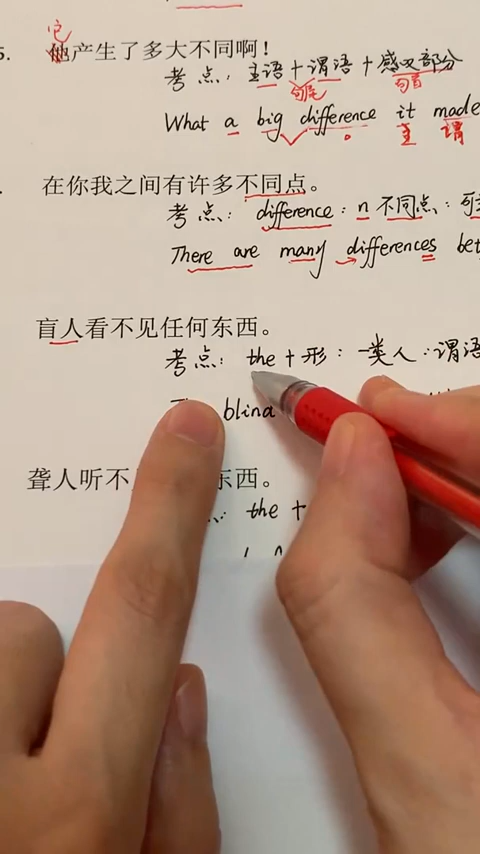 它
5. 他产生了多大不同啊！
考点：主语+谓语+感叹部分
句尾 句首
What a big difference it made
主 谓
在你我之间有许多不同点。
考点：difference：n 不同点：可
There are many differences bet
盲人看不见任何东西。
考点：the+形：一类人：谓语
blind
聋人听不 东西。
the +